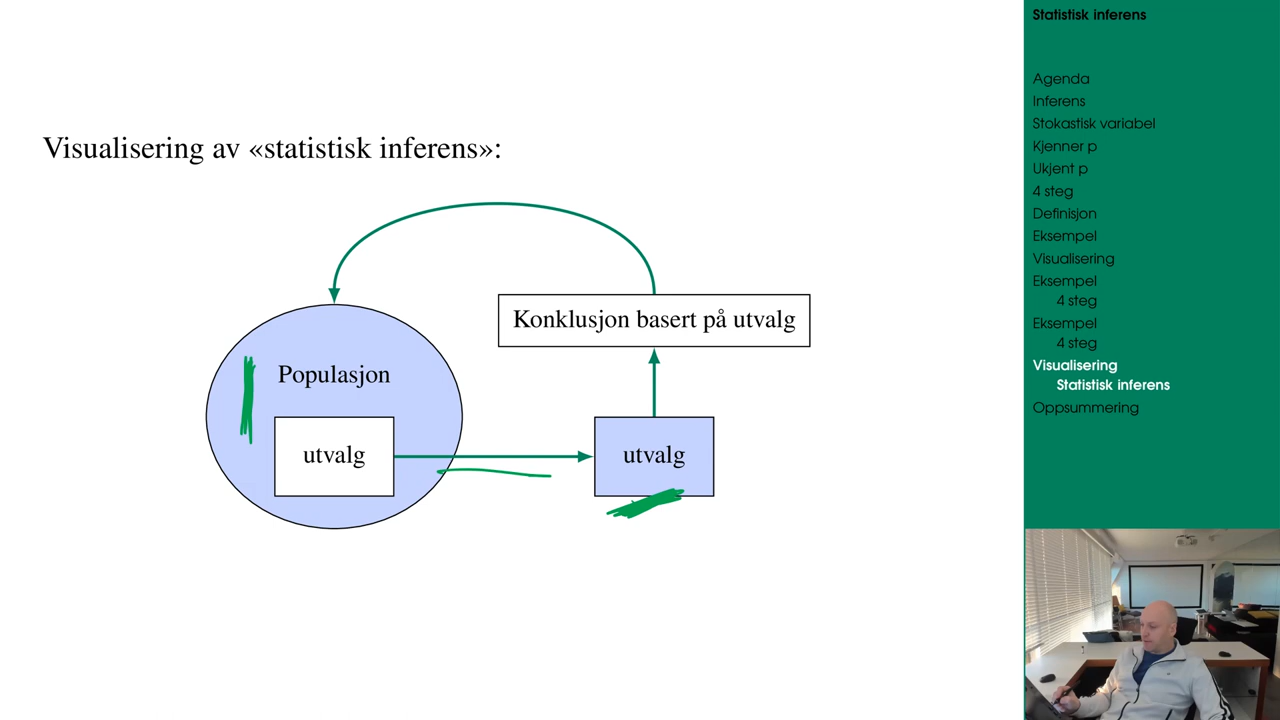 Visualisering av «statistisk inferens»:
Konklusjon basert på utvalg
Populasjon
utvalg
utvalg
Statistisk inferens
Agenda
Inferens
Stokastisk variabel
Kjenner p
Ukjent p
4 steg
Definisjon
Eksempel
Visualisering
Eksempel
4 steg
Eksempel
4 steg
Visualisering
Statistisk inferens
Oppsummering